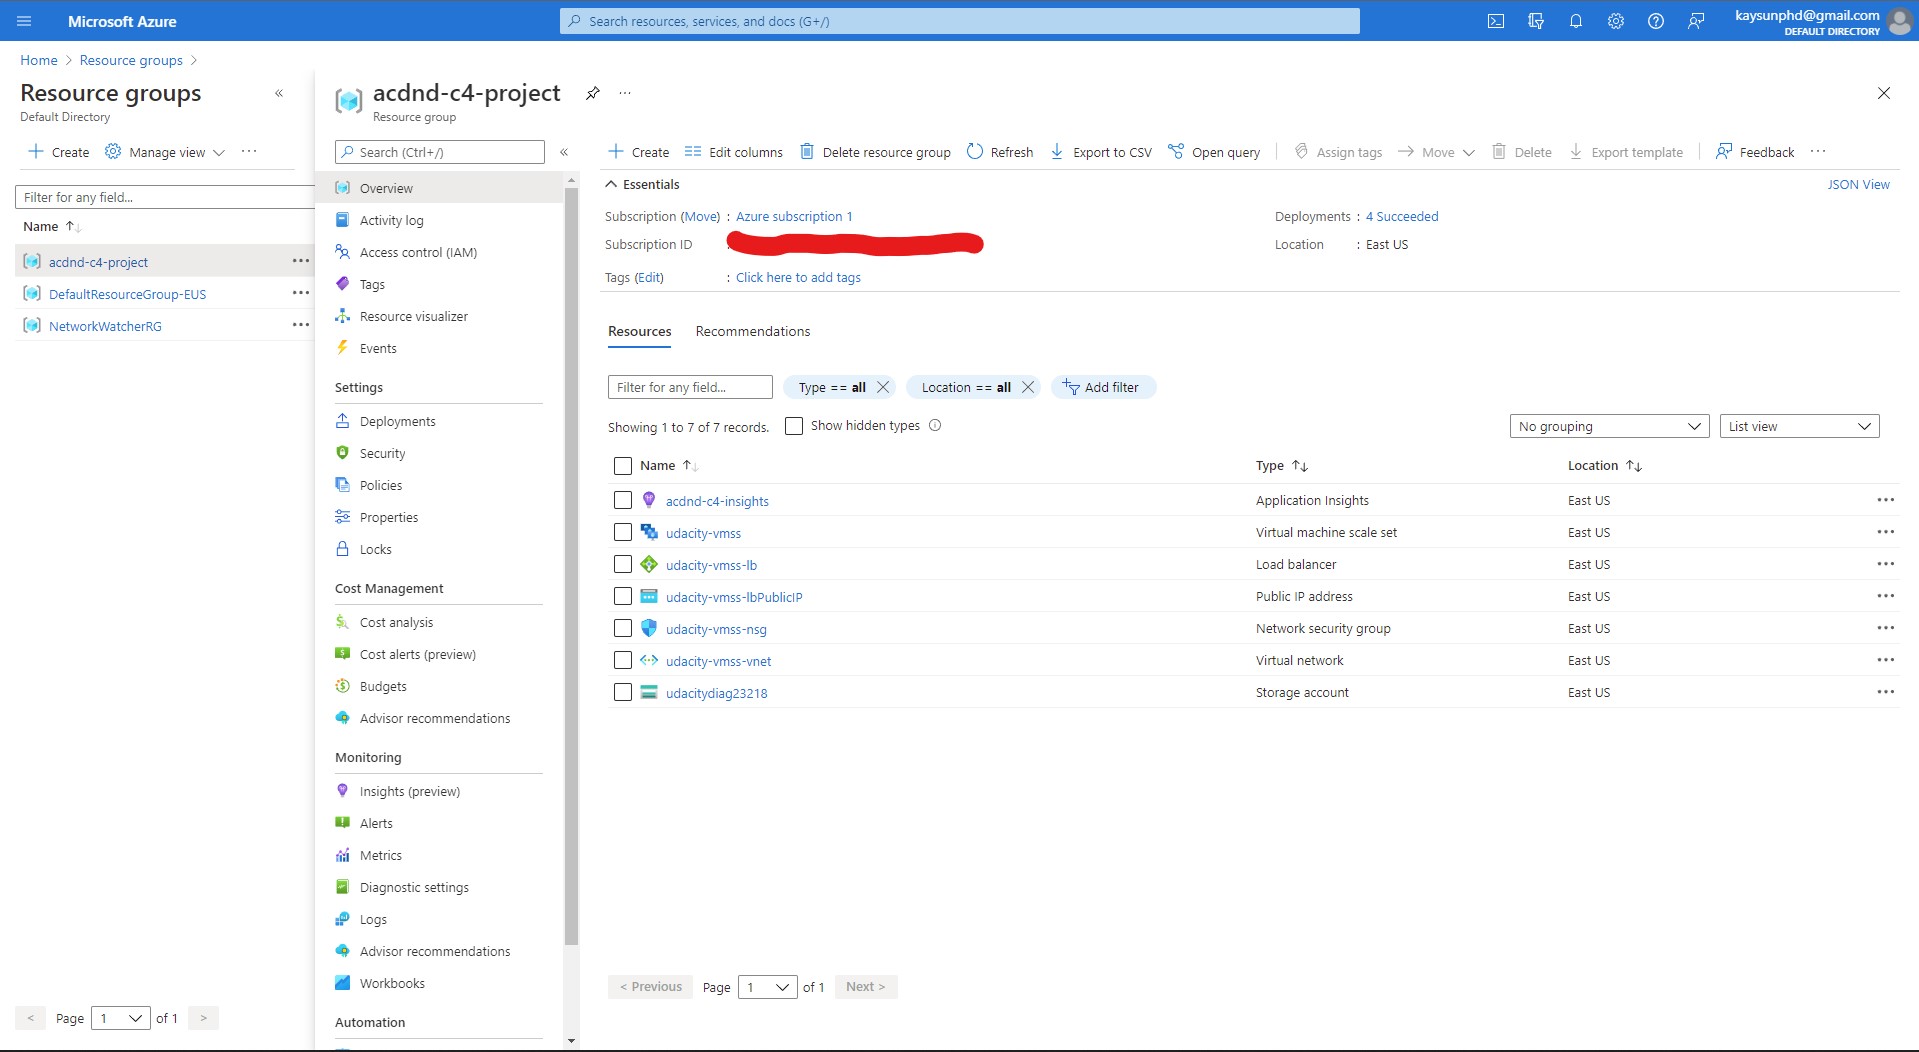 Microsoft Azure
Search resources, services, and docs (G+/)
kaysunphd@gmail.com
DEFAULT DIRECTORY
Home > Resource groups >
Resource groups
Default Directory
Create Manage view ...
Filter for any field...
Name
acdnd-c4-project
DefaultResourceGroup-EUS
NetworkWatcherRG
< Page 1 of 1 >
acdnd-c4-project ...
Resource group
Search (Ctrl+/)
Overview
Activity log
Access control (IAM)
Tags
Resource visualizer
Events
Settings
Deployments
Security
Policies
Properties
Locks
Cost Management
Cost analysis
Cost alerts (preview)
Budgets
Advisor recommendations
Monitoring
Insights (preview)
Alerts
Metrics
Diagnostic settings
Logs
Advisor recommendations
Workbooks
Automation
Create Edit columns Delete resource group Refresh Export to CSV Open query Assign tags Move Delete Export template Feedback ...
Essentials
JSON View
Subscription (Move) : Azure subscription 1
Deployments : 4 Succeeded
Subscription ID
Location : East US
Tags (Edit) : Click here to add tags
Resources Recommendations
Filter for any field... Type == all Location == all Add filter
Showing 1 to 7 of 7 records. Show hidden types
No grouping List view
Name Type Location
acdnd-c4-insights Application Insights East US
udacity-vmss Virtual machine scale set East US
udacity-vmss-lb Load balancer East US
udacity-vmss-lbPublicIP Public IP address East US
udacity-vmss-nsg Network security group East US
udacity-vmss-vnet Virtual network East US
udacitydiag23218 Storage account East US
< Previous Page 1 of 1 Next >